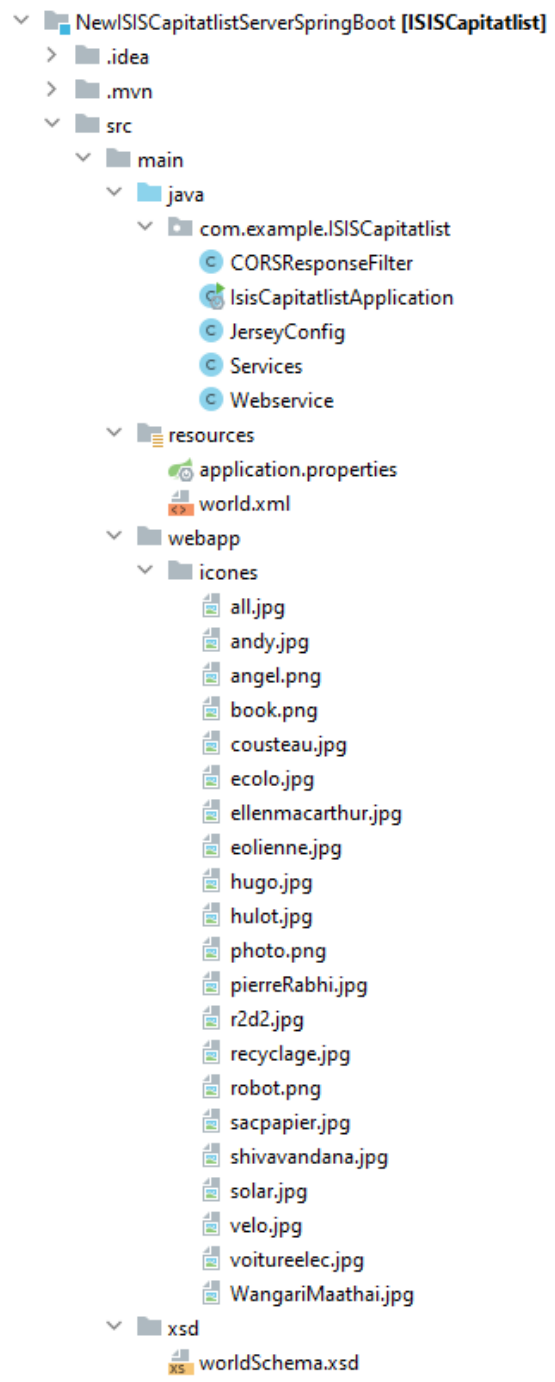 NewISISCapitatlistServerSpringBoot [ISISCapitatlist]
.idea
.mvn
src
main
java
com.example.ISISCapitatlist
CORSResponseFilter
IsisCapitatlistApplication
JerseyConfig
Services
Webservice
resources
application.properties
world.xml
webapp
icones
all.jpg
andy.jpg
angel.png
book.png
cousteau.jpg
ecolo.jpg
ellenmacarthur.jpg
eolienne.jpg
hugo.jpg
hulot.jpg
photo.png
pierreRabhi.jpg
r2d2.jpg
recyclage.jpg
robot.png
sacpapier.jpg
shivavandana.jpg
solar.jpg
velo.jpg
voitureelec.jpg
WangariMaathai.jpg
xsd
worldSchema.xsd